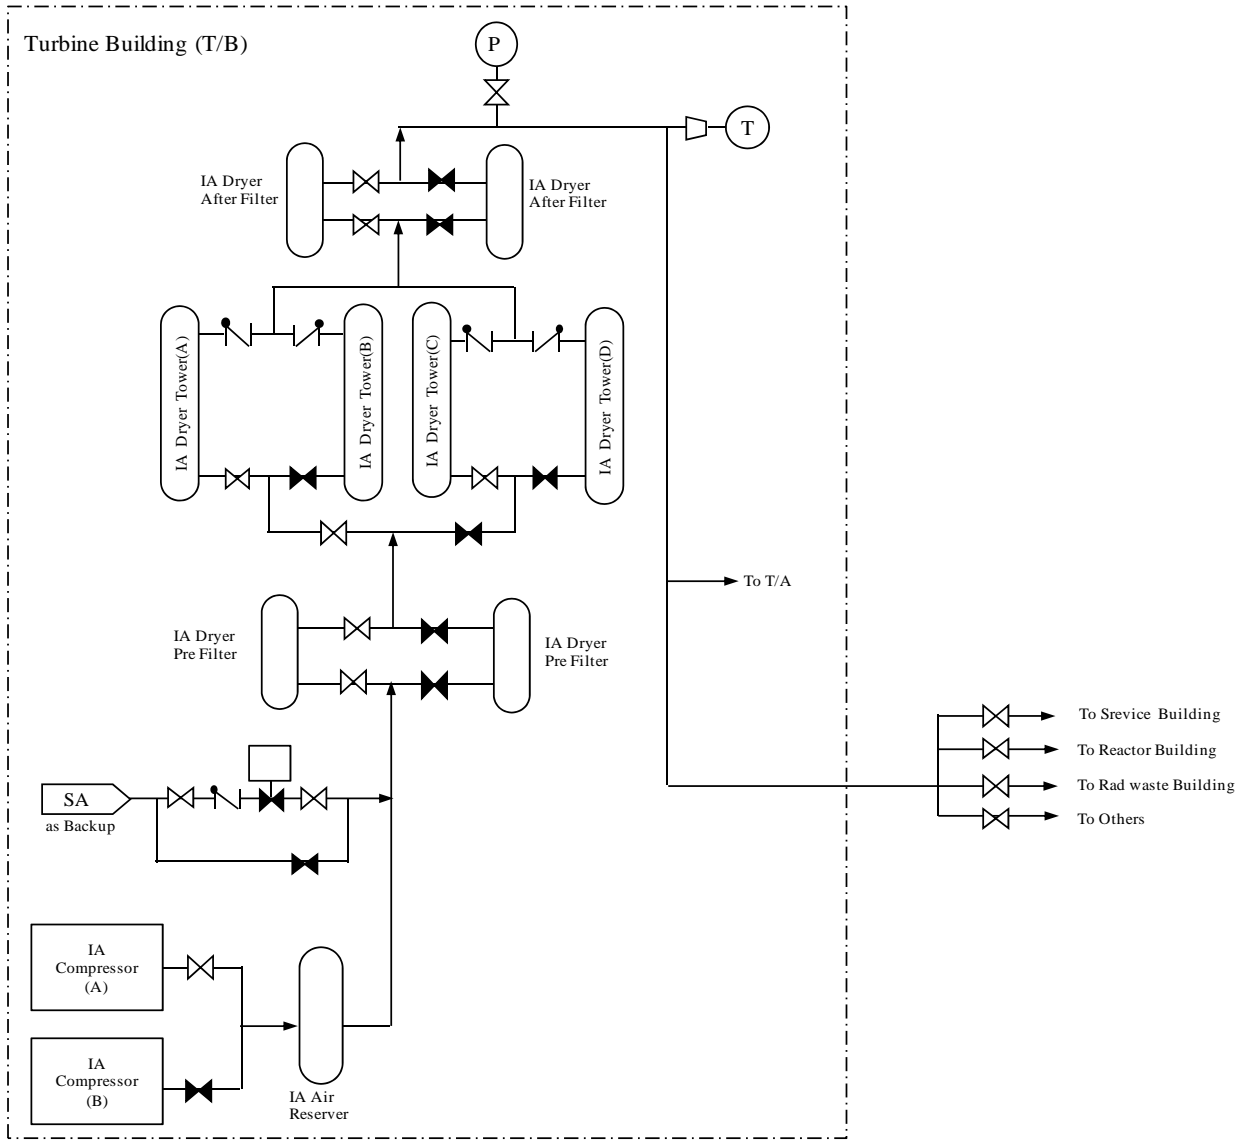 Turbine Building (T/B)
P
T
IA Dryer
After Filter
IA Dryer
After Filter
IA Dryer Tower(A)
IA Dryer Tower(B)
IA Dryer Tower(C)
IA Dryer Tower(D)
To T/A
IA Dryer
Pre Filter
IA Dryer
Pre Filter
To Srevice Building
To Reactor Building
To Rad waste Building
To Others
SA
as Backup
IA
Compressor
(A)
IA
Compressor
(B)
IA Air
Reserver